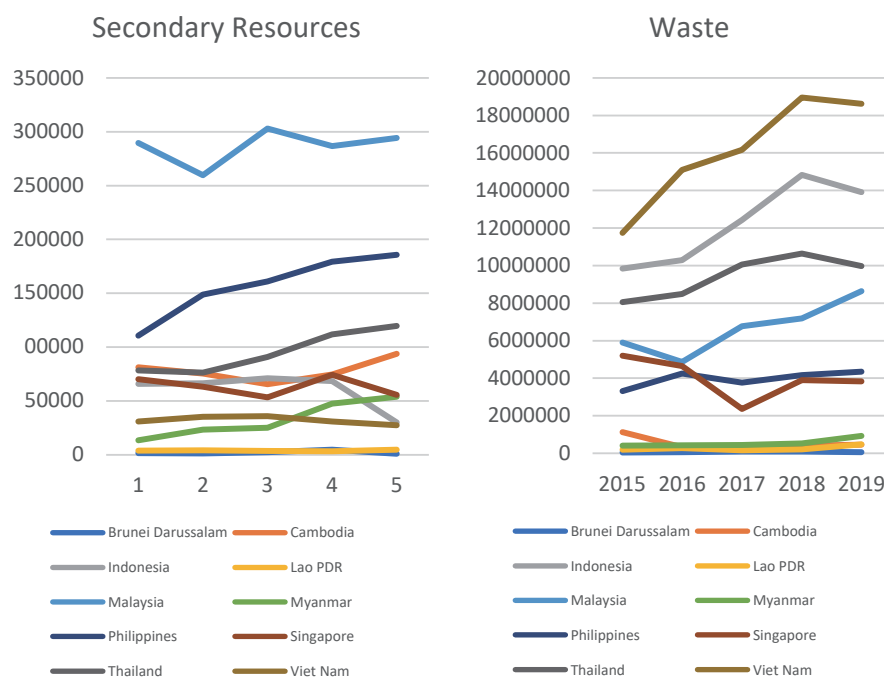 Secondary Resources
350000
300000
250000
200000
150000
00000
50000
0
1 2 3 4 5
Brunei Darussalam Cambodia
Indonesia Lao PDR
Malaysia Myanmar
Philippines Singapore
Thailand Viet Nam
Waste
20000000
18000000
16000000
14000000
12000000
10000000
8000000
6000000
4000000
2000000
0
2015 2016 2017 2018 2019
Brunei Darussalam Cambodia
Indonesia Lao PDR
Malaysia Myanmar
Philippines Singapore
Thailand Viet Nam